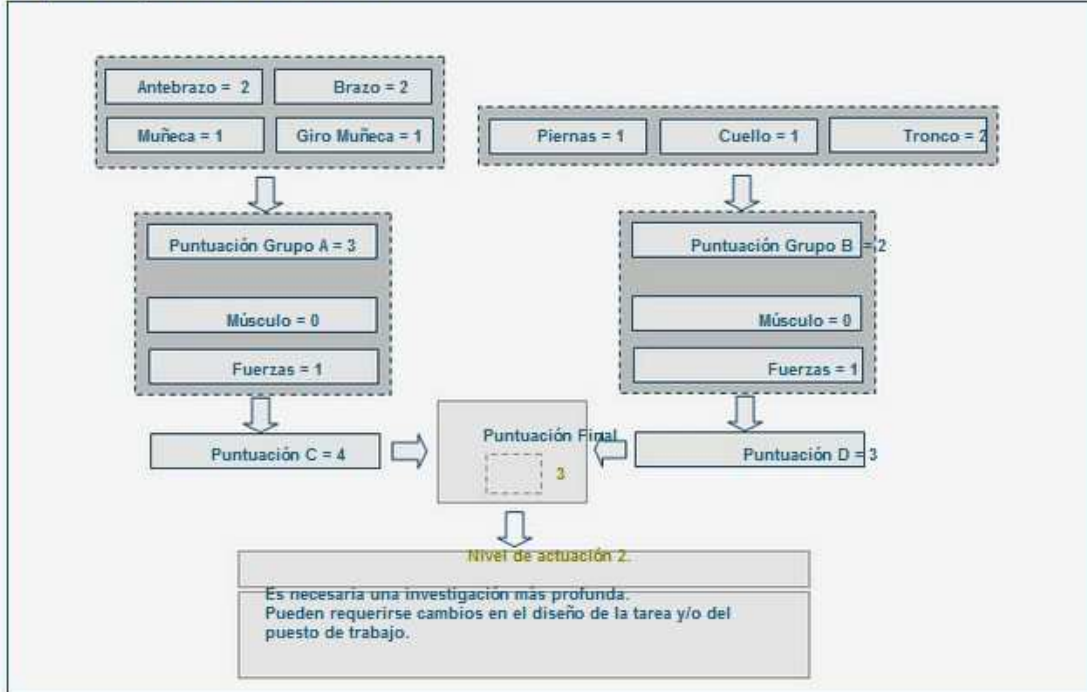 Antebrazo = 2
Brazo = 2
Muñeca = 1
Giro Muñeca = 1
Piernas = 1
Cuello = 1
Tronco = 2
Puntuación Grupo A = 3
Músculo = 0
Fuerzas = 1
Puntuación Grupo B = 2
Músculo = 0
Fuerzas = 1
Puntuación C = 4
Puntuación Final
3
Puntuación D = 3
Nivel de actuación 2.
Es necesaria una investigación más profunda.
Pueden requerirse cambios en el diseño de la tarea y/o del
puesto de trabajo.